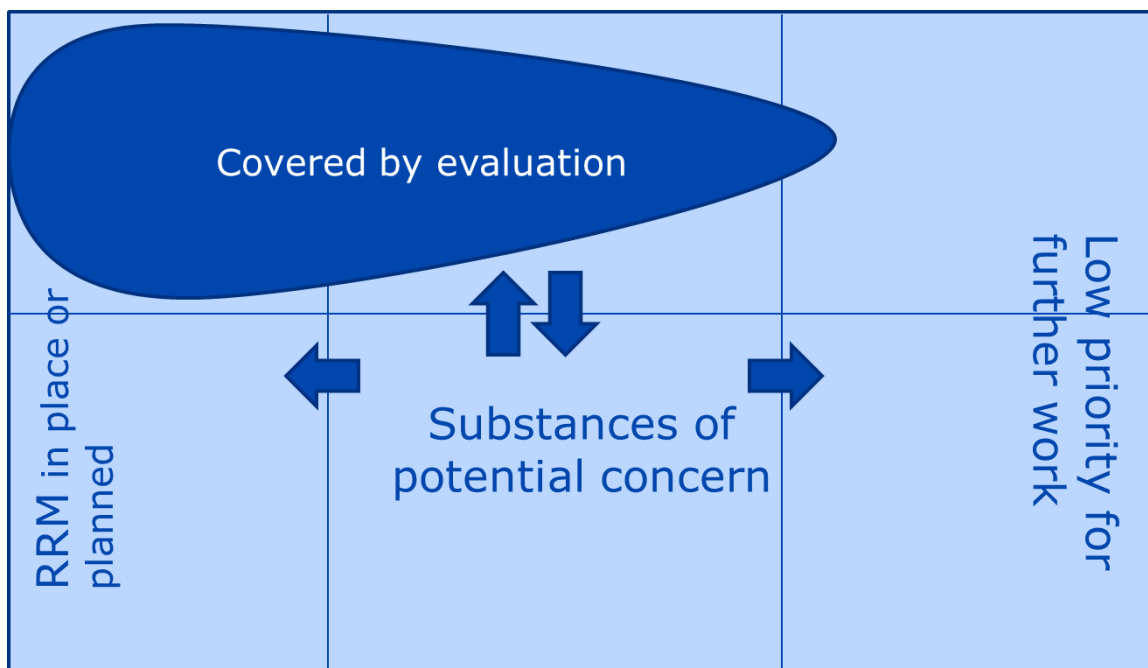 Covered by evaluation
RRM in place or
planned
Substances of
potential concern
Low priority for
further work